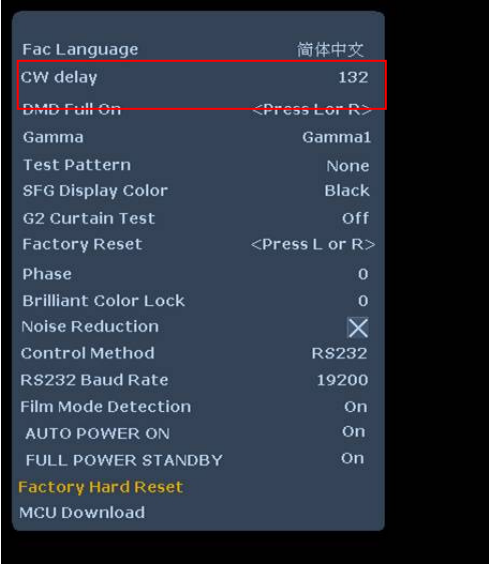 Fac Language 简体中文
CW delay 132
DMD Full On <Press L or R>
Gamma Gamma1
Test Pattern None
SFG Display Color Black
G2 Curtain Test Off
Factory Reset <Press L or R>
Phase 0
Brilliant Color Lock 0
Noise Reduction
Control Method RS232
RS232 Baud Rate 19200
Film Mode Detection On
AUTO POWER ON On
FULL POWER STANDBY On
Factory Hard Reset
MCU Download